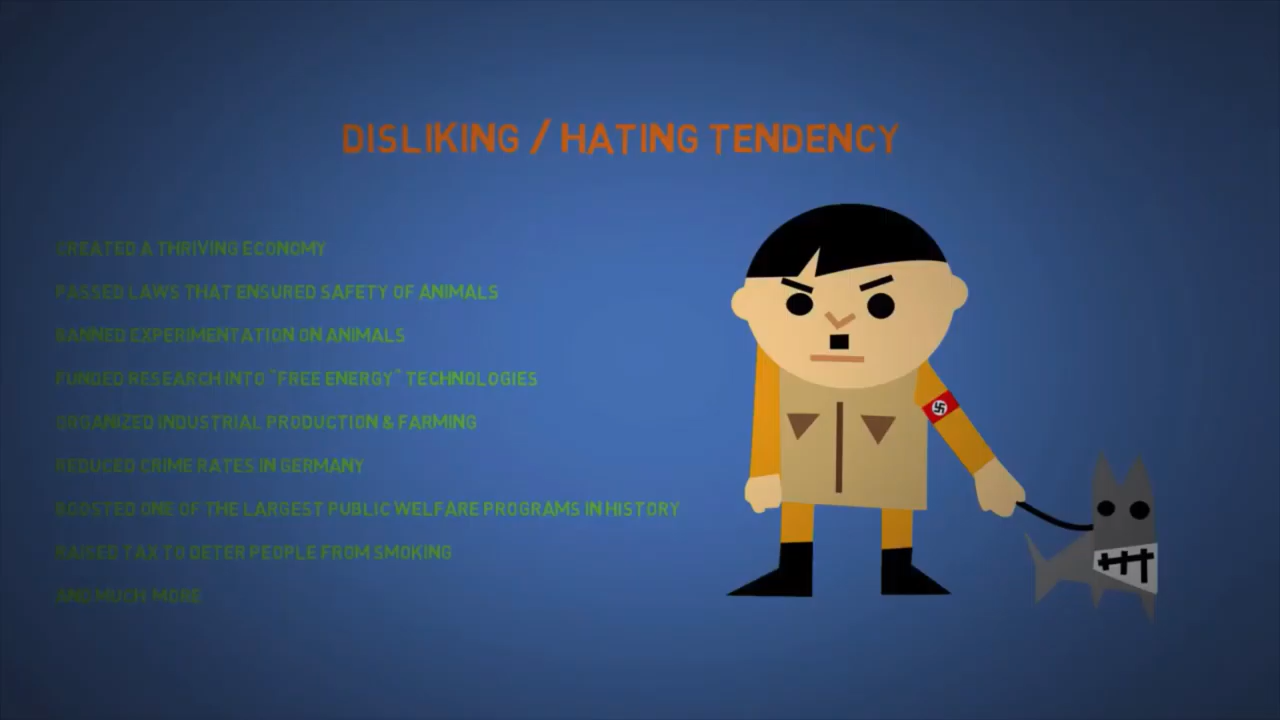 DISLIKING / HATING TENDENCY
CREATED A THRIVING ECONOMY
PASSED LAWS THAT ENSURED SAFETY OF ANIMALS
BANNED EXPERIMENTATION ON ANIMALS
FUNDED RESEARCH INTO "FREE ENERGY" TECHNOLOGIES
ORGANIZED INDUSTRIAL PRODUCTION & FARMING
REDUCED CRIME RATES IN GERMANY
BOOSTED ONE OF THE LARGEST PUBLIC WELFARE PROGRAMS IN HISTORY
RAISED TAX TO DETER PEOPLE FROM SMOKING
AND MUCH MORE